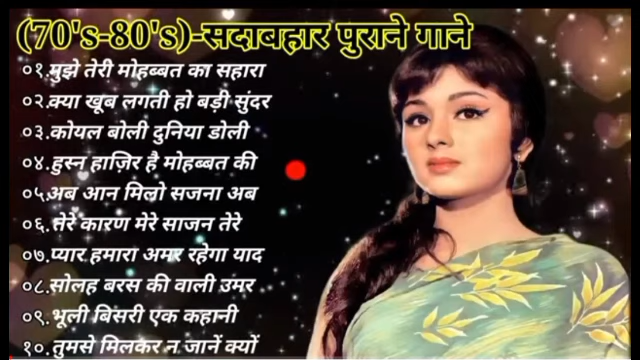 (70's-80's)-सदाबहार पुराने गाने
०१.मुझे तेरी मोहब्बत का सहारा
०२.क्या खूब लगती हो बड़ी सुंदर
०३.कोयल बोली दुनिया डोली
०४.हुस्न हाज़िर है मोहब्बत की
०५.अब आन मिलो सजना अब
०६.तेरे कारण मेरे साजन तेरे
०७.प्यार हमारा अमर रहेगा याद
०८.सोलह बरस की वाली उमर
०९.भूली बिसरी एक कहानी
१०.तुमसे मिलकर न जानें क्यों